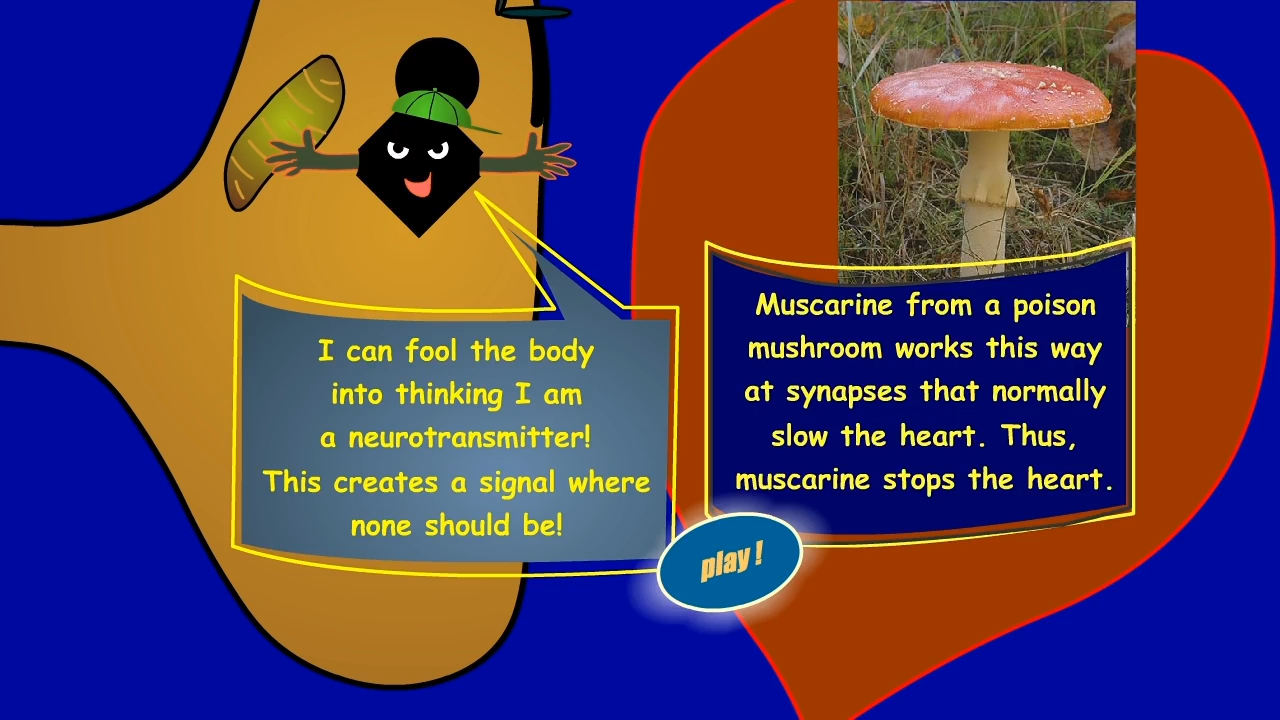 I can fool the body
into thinking I am
a neurotransmitter!
This creates a signal where
none should be!
Muscarine from a poison
mushroom works this way
at synapses that normally
slow the heart. Thus,
muscarine stops the heart.
play!